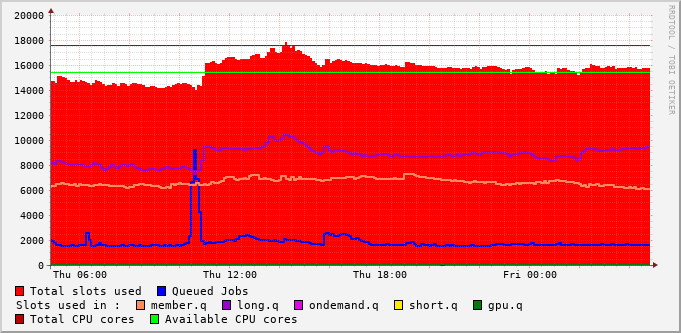 RRDTOOL / TOBI OETIKER
20000
18000
16000
14000
12000
10000
8000
6000
4000
2000
0
Thu 06:00 Thu 12:00 Thu 18:00 Fri 00:00
Total slots used Queued Jobs
Slots used in : member.q long.q ondemand.q short.q gpu.q
Total CPU cores Available CPU cores